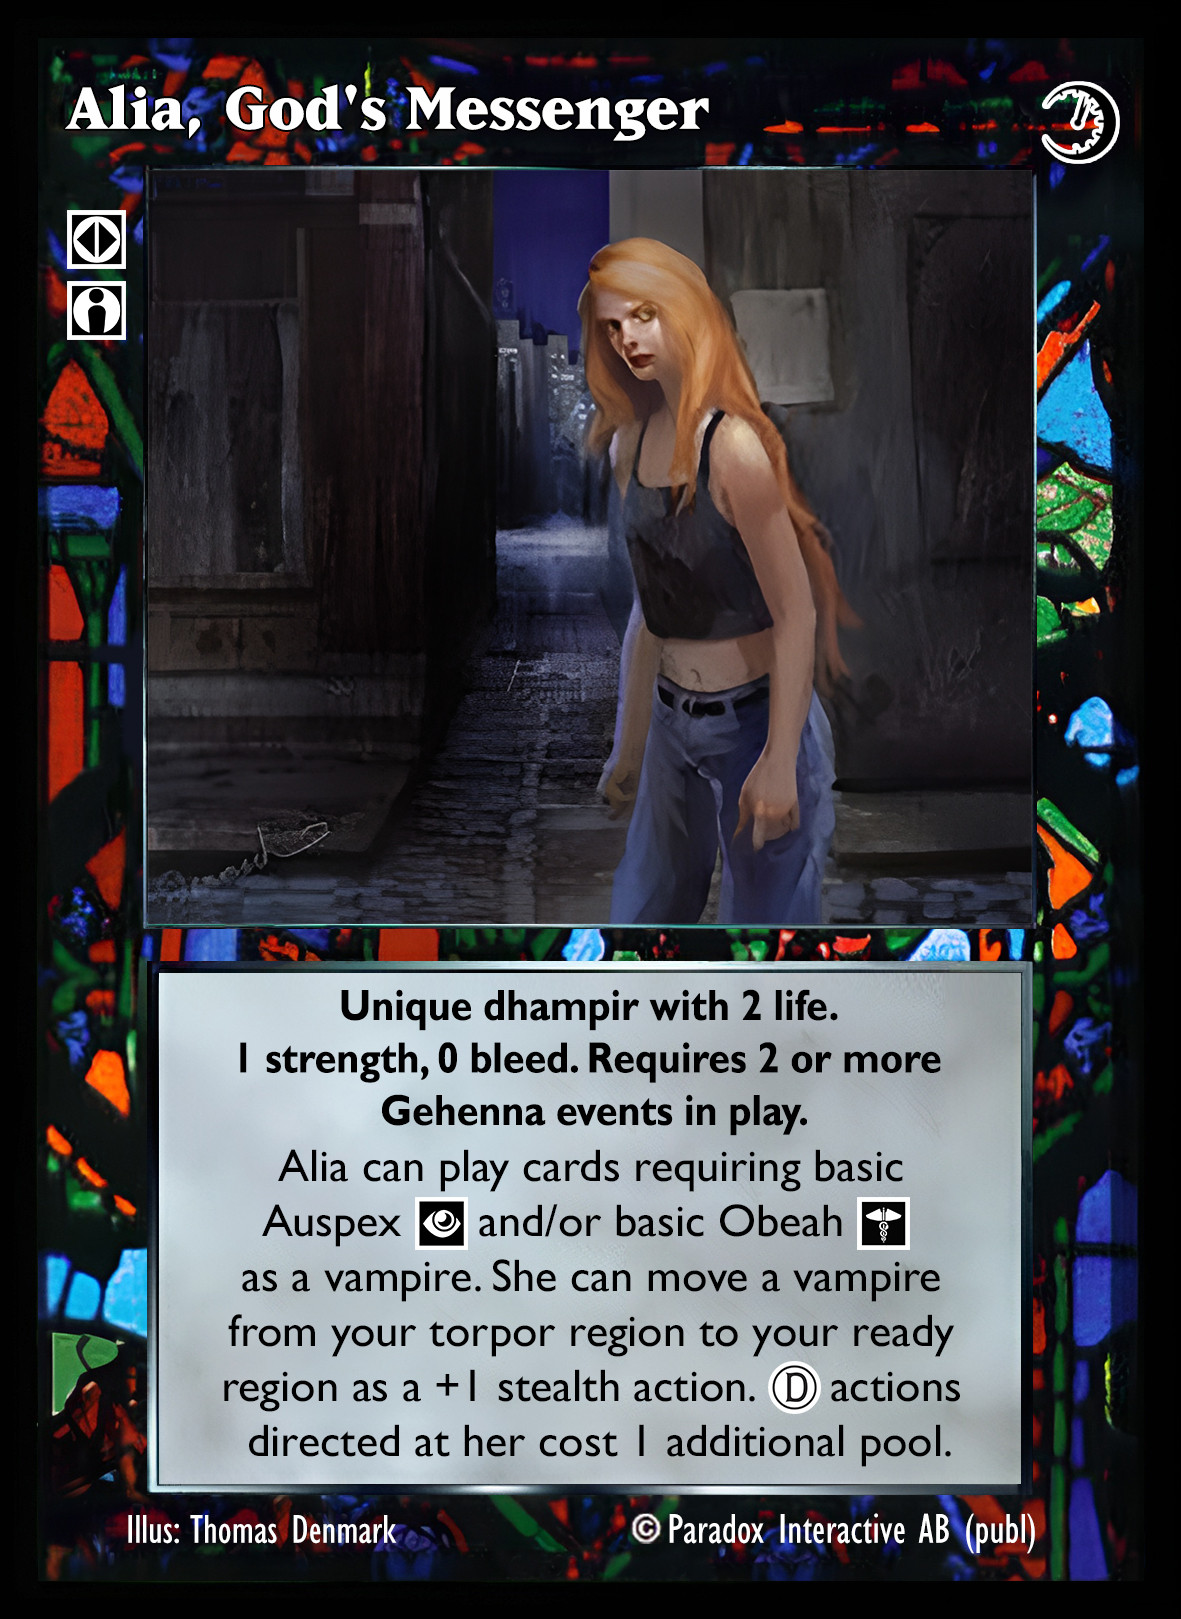 Alia, God's Messenger
Unique dhampir with 2 life.
1 strength, 0 bleed. Requires 2 or more
Gehenna events in play.
Alia can play cards requiring basic
Auspex and/or basic Obeah
as a vampire. She can move a vampire
from your torpor region to your ready
region as a +1 stealth action. D actions
directed at her cost 1 additional pool.
Illus: Thomas Denmark © Paradox Interactive AB (publ)